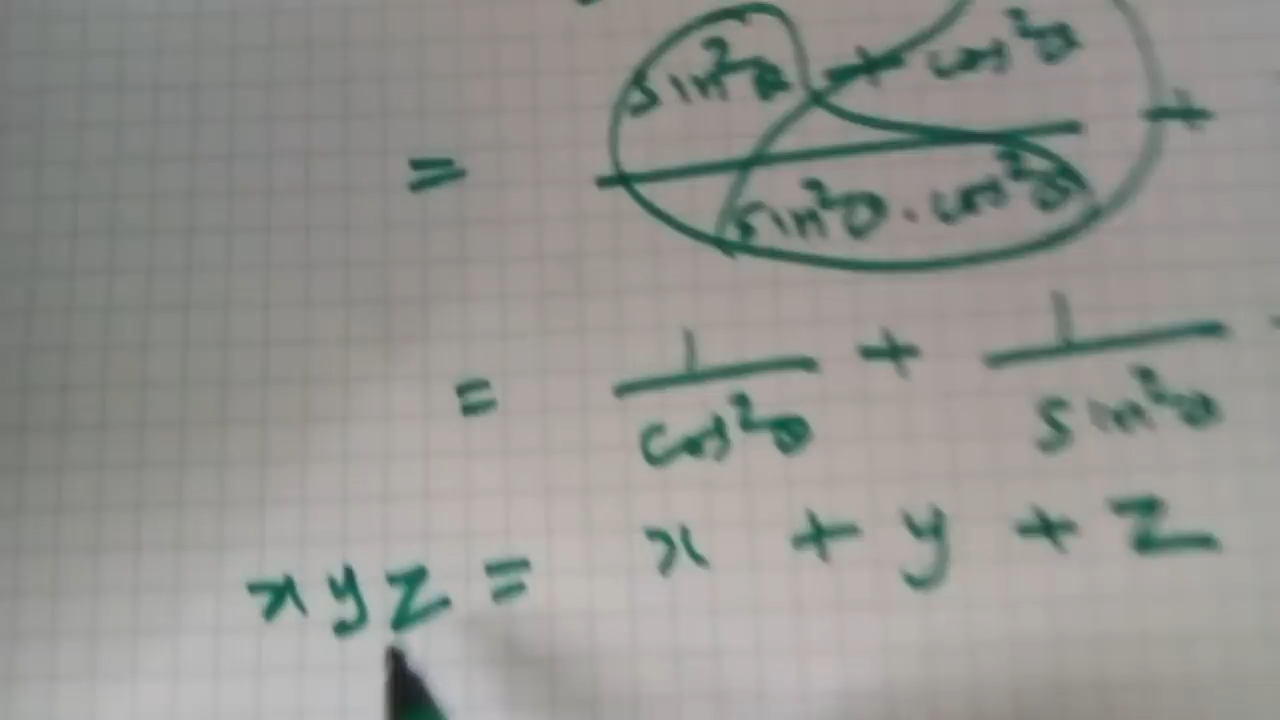 = sin²θ + cos²θ / sin²θ · cos²θ +
= 1/cos²θ + 1/sin²θ
xyz = x + y + z